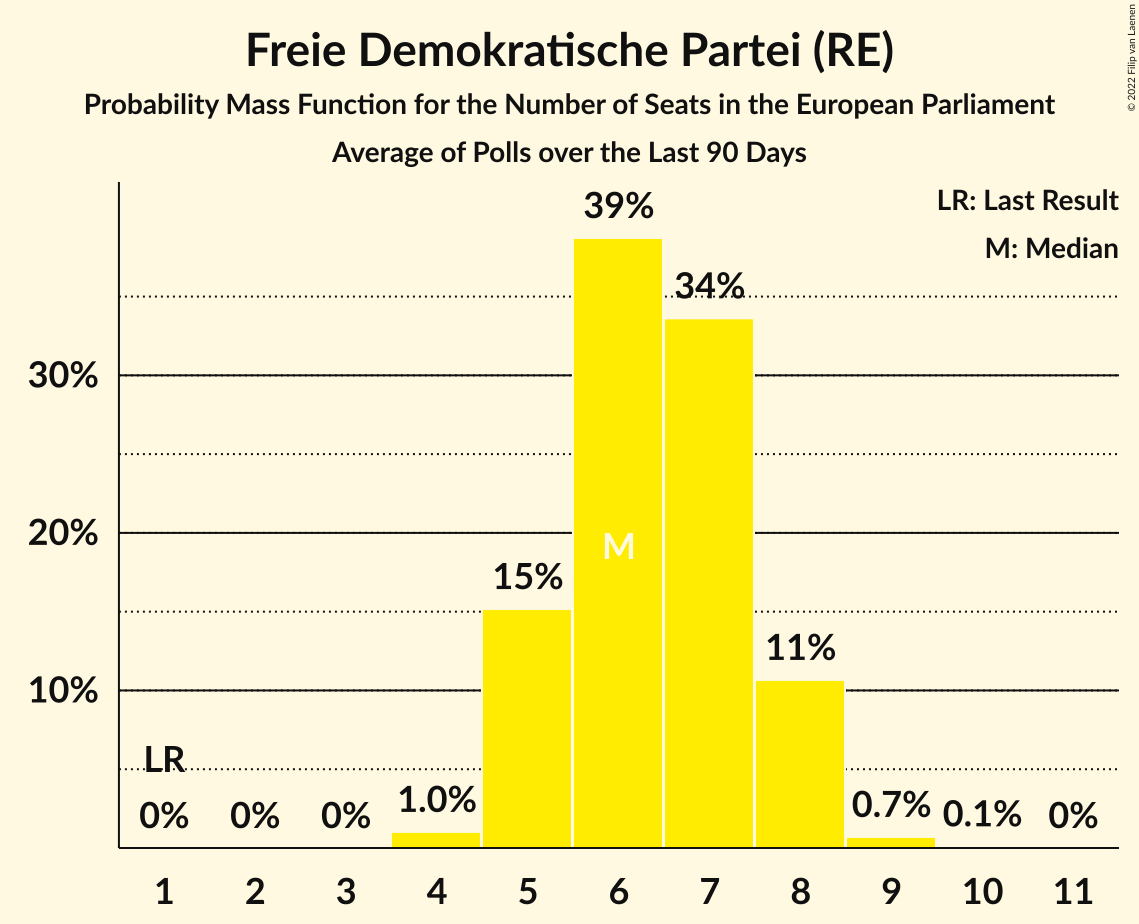 Freie Demokratische Partei (RE)
Probability Mass Function for the Number of Seats in the European Parliament
Average of Polls over the Last 90 Days
© 2022 Filip van Laenen
LR: Last Result
M: Median
39%
34%
30%
20%
M
15%
11%
10%
LR
0% 0% 0% 1.0% 0.7% 0.1% 0%
1 2 3 4 5 6 7 8 9 10 11